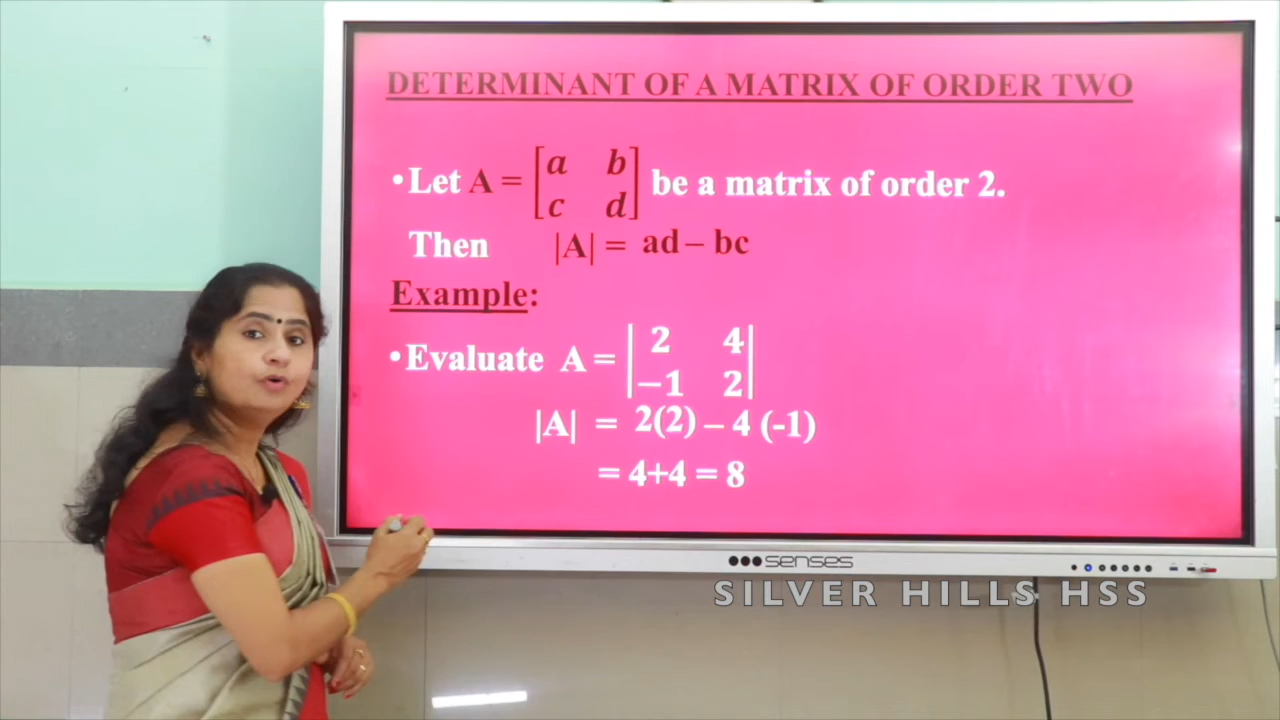 DETERMINANT OF A MATRIX OF ORDER TWO
•Let A = [a b
c d] be a matrix of order 2.
Then |A| = ad – bc
Example:
•Evaluate A = |2 4
−1 2|
|A| = 2(2) – 4 (-1)
= 4+4 = 8
senses
SILVER HILLS HSS